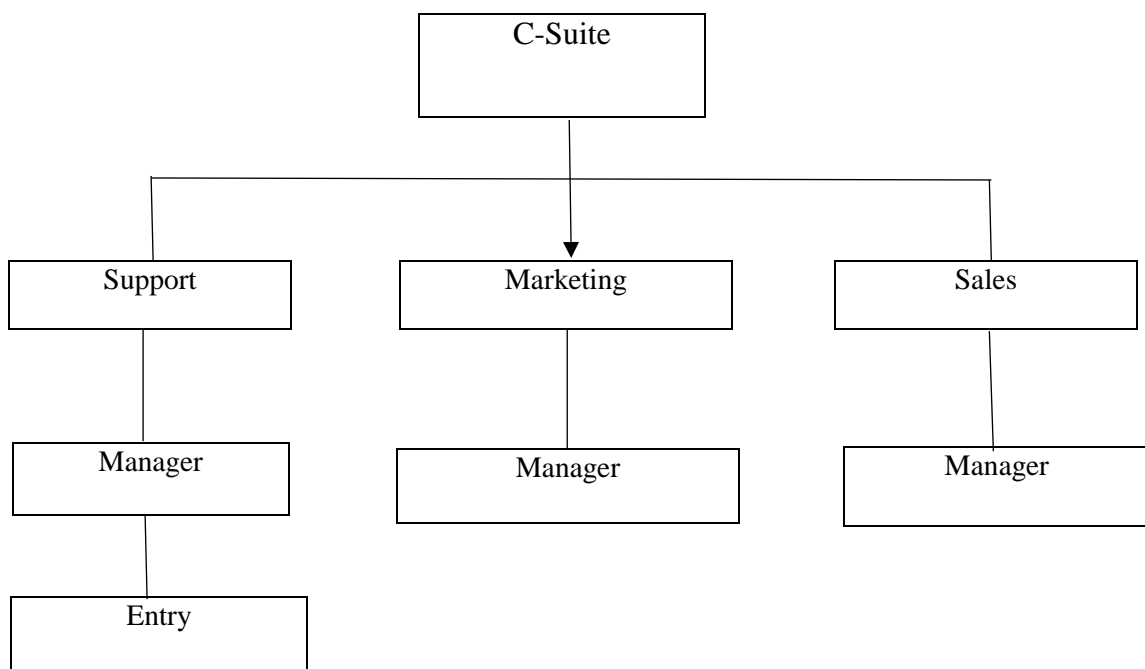 C-Suite
Support
Marketing
Sales
Manager
Manager
Manager
Entry